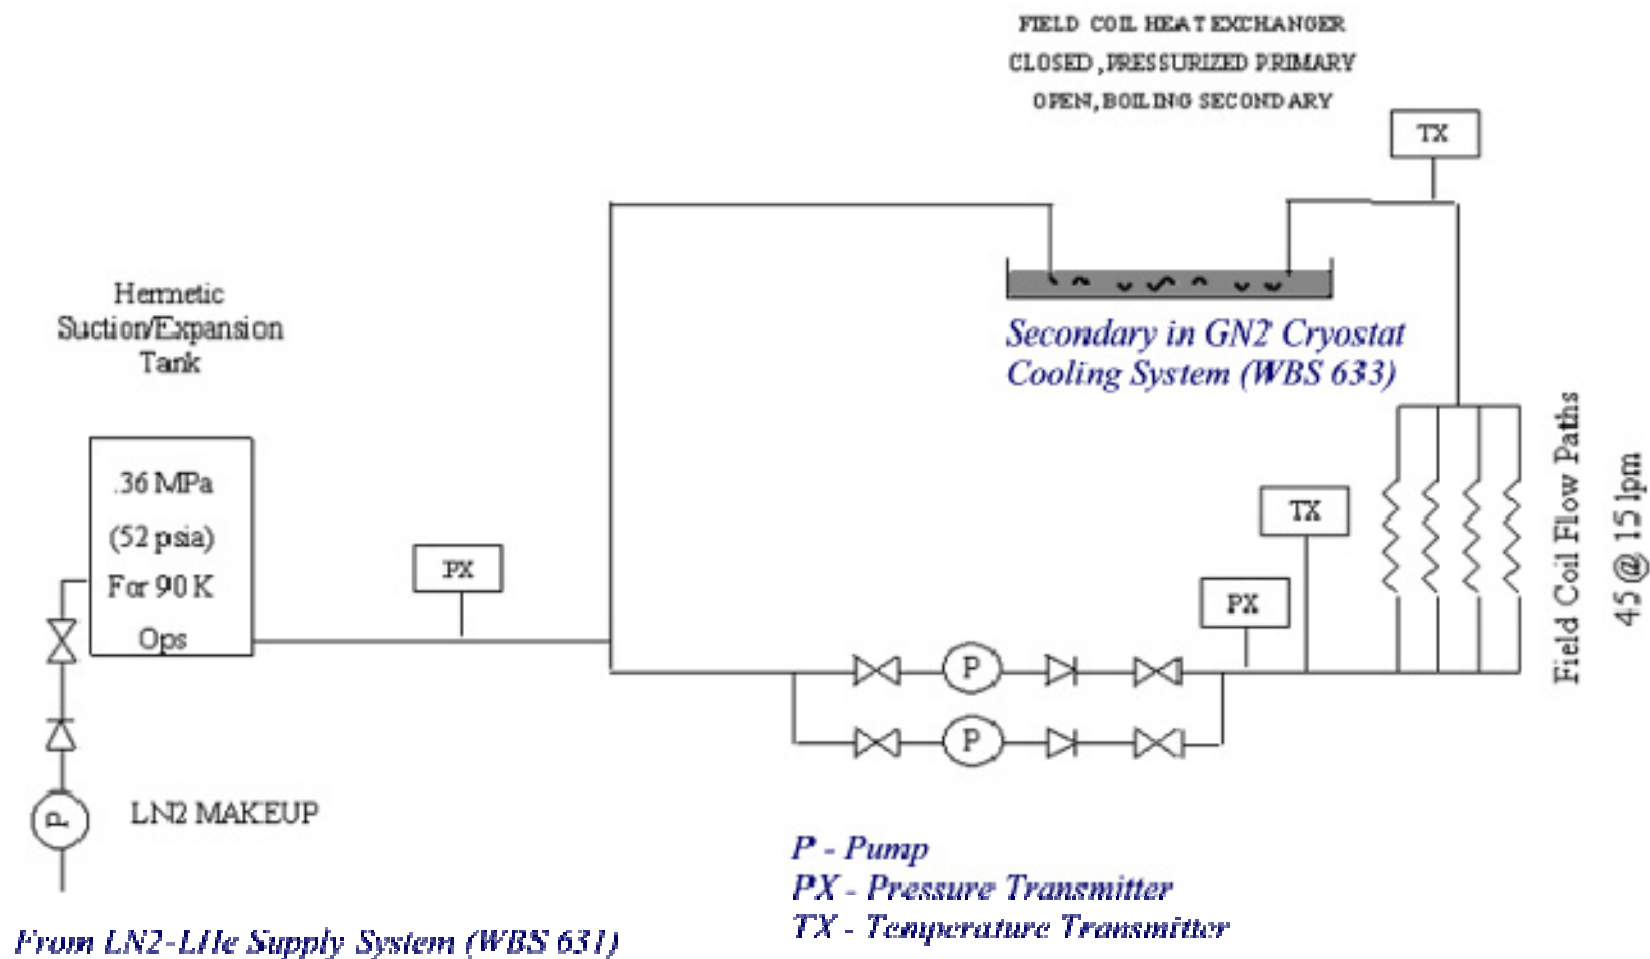 FIELD COIL HEAT EXCHANGER
CLOSED, PRESSURIZED PRIMARY
OPEN, BOILING SECONDARY
TX
Hermetic
Suction/Expansion
Tank
Secondary in GN2 Cryostat
Cooling System (WBS 633)
.36 MPa
(52 psia)
For 90 K
Ops
PX
TX
PX
Field Coil Flow Paths
45 @ 15 lpm
P
P
P
LN2 MAKEUP
P - Pump
PX - Pressure Transmitter
TX - Temperature Transmitter
From LN2-LHe Supply System (WBS 631)